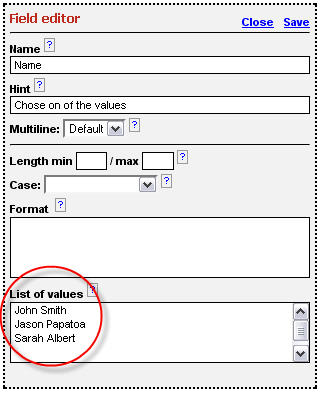 Field editor Close Save
Name ?
Name
Hint ?
Chose on of the values
Multiline: Default ?
Length min / max ?
Case: ?
Format ?
List of values ?
John Smith
Jason Papatoa
Sarah Albert